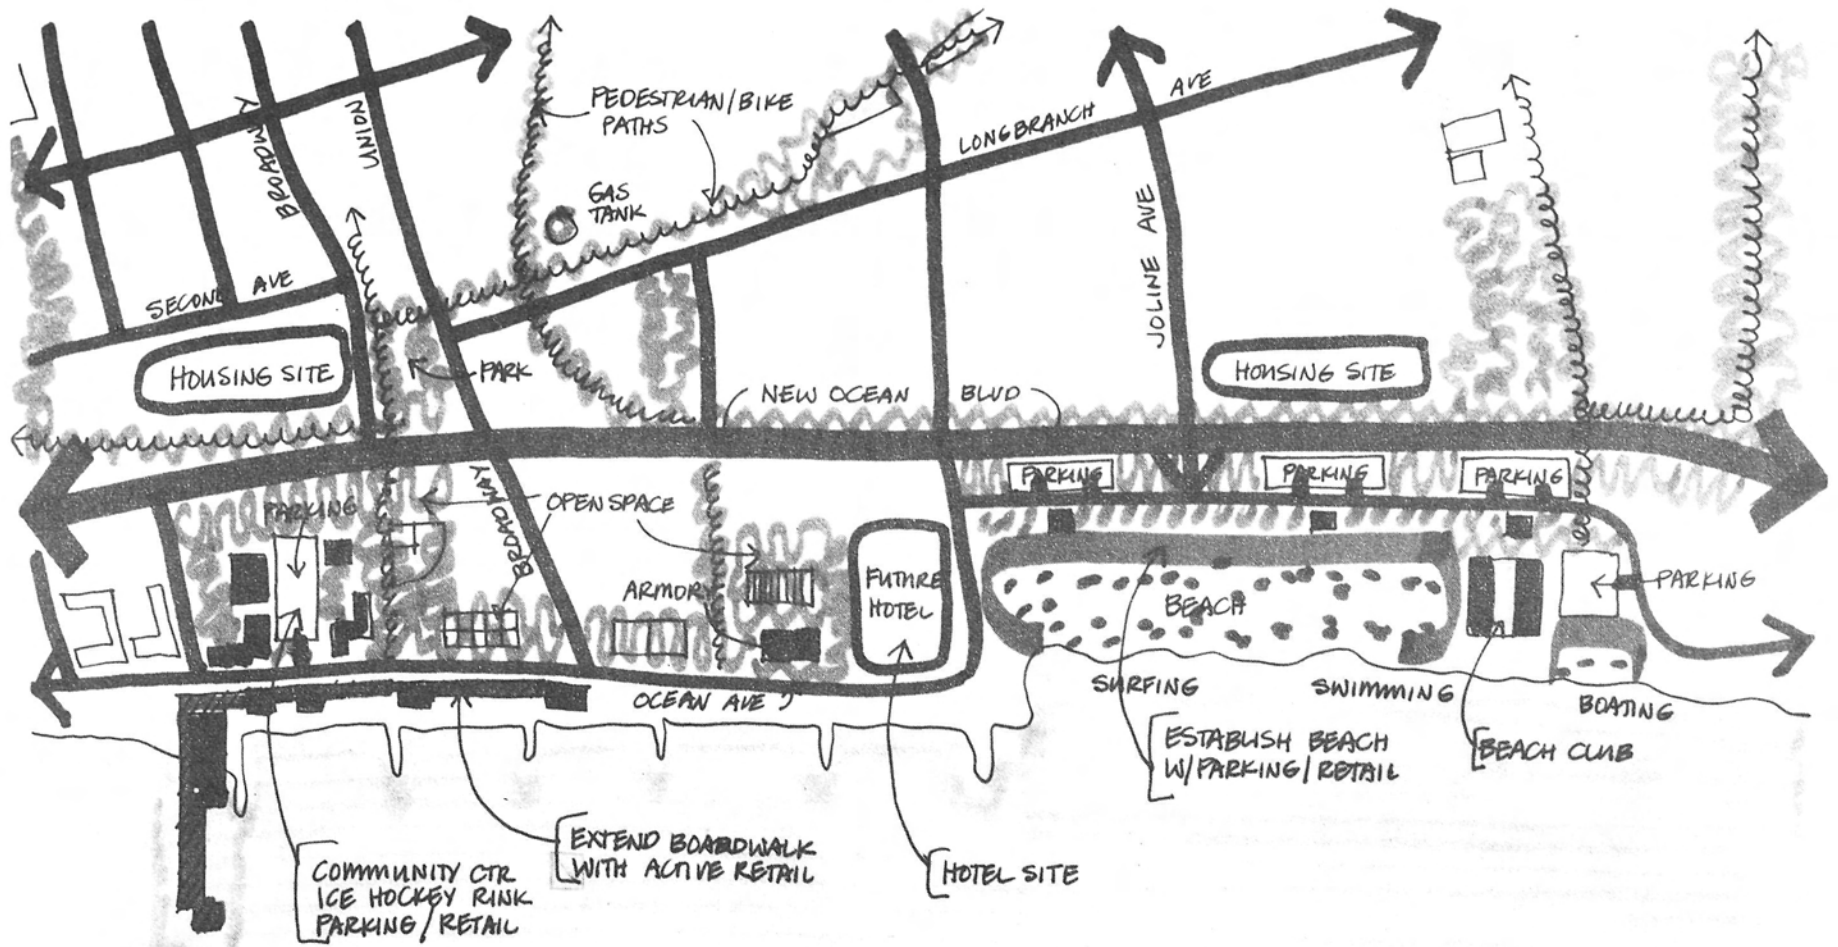 PEDESTRIAN/BIKE
PATHS
BROADWAY
UNION
LONGBRANCH AVE
GAS
TANK
JOLINE AVE
SECOND AVE
HOUSING SITE
PARK
HOUSING SITE
NEW OCEAN BLVD
PARKING
PARKING
PARKING
PARKING
BROADWAY
OPEN SPACE
ARMORY
FUTURE
HOTEL
BEACH
PARKING
OCEAN AVE
SURFING
SWIMMING
BOATING
ESTABLISH BEACH
W/PARKING/RETAIL
BEACH CLUB
EXTEND BOARDWALK
WITH ACTIVE RETAIL
HOTEL SITE
COMMUNITY CTR
ICE HOCKEY RINK
PARKING/RETAIL